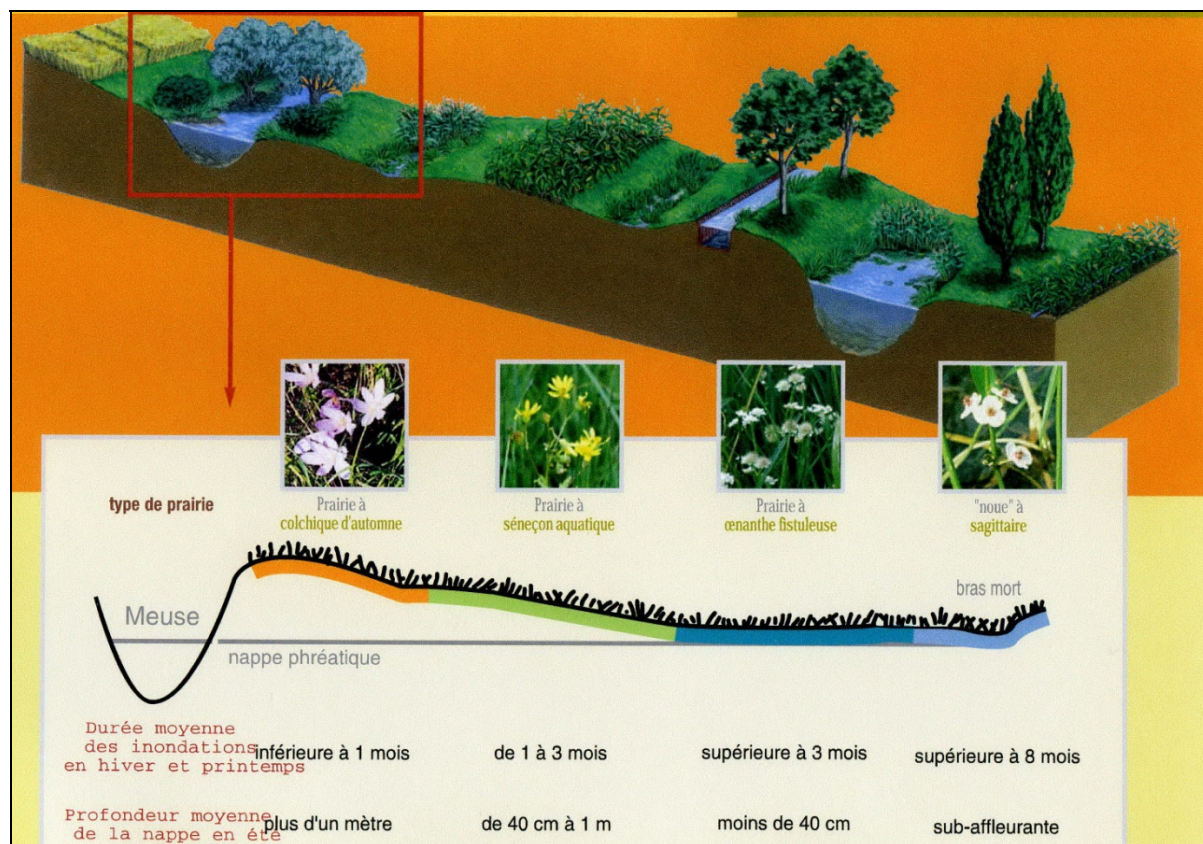 type de prairie
Prairie à
colchique d'automne
Prairie à
séneçon aquatique
Prairie à
œnanthe fistuleuse
"noue" à
sagittaire
Meuse
bras mort
nappe phréatique
Durée moyenne
des inondations
en hiver et printemps
inférieure à 1 mois
de 1 à 3 mois
supérieure à 3 mois
supérieure à 8 mois
Profondeur moyenne
de la nappe en été
plus d'un mètre
de 40 cm à 1 m
moins de 40 cm
sub-affleurante